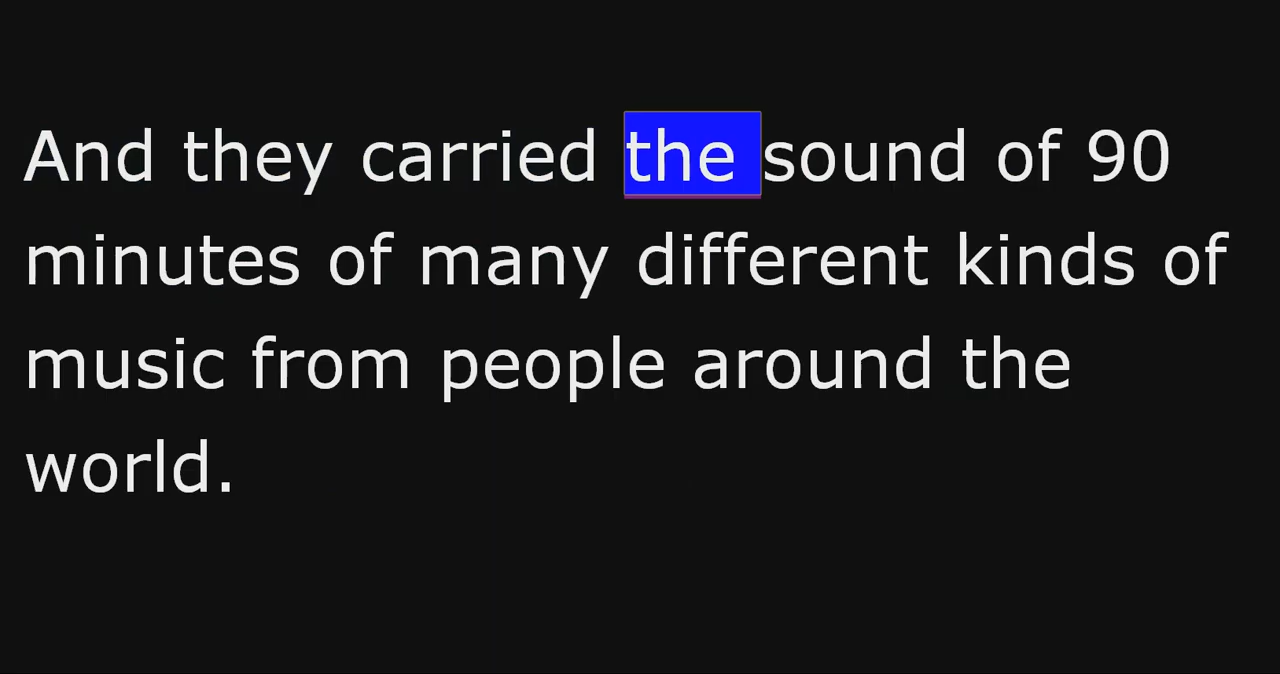 And they carried the sound of 90
minutes of many different kinds of
music from people around the
world.